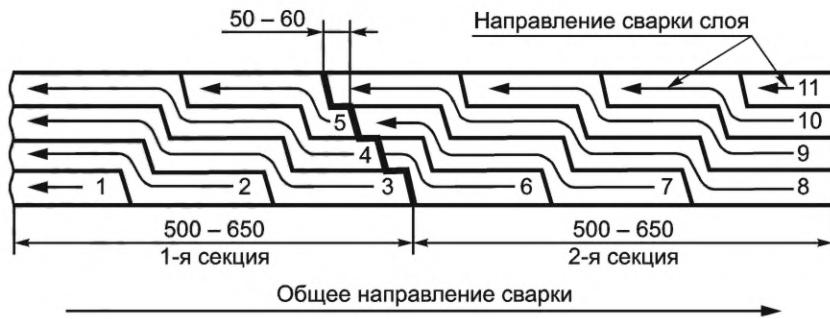 50 – 60
Направление сварки слоя
11
5
10
4
9
1
2
3
6
7
8
500 – 650
500 – 650
1-я секция
2-я секция
Общее направление сварки